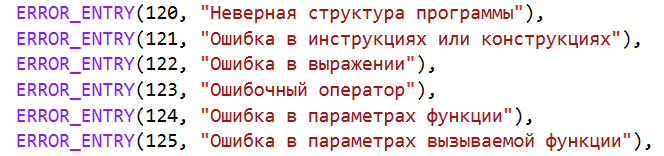 ERROR_ENTRY(120, "Неверная структура программы"),
ERROR_ENTRY(121, "Ошибка в инструкциях или конструкциях"),
ERROR_ENTRY(122, "Ошибка в выражении"),
ERROR_ENTRY(123, "Ошибочный оператор"),
ERROR_ENTRY(124, "Ошибка в параметрах функции"),
ERROR_ENTRY(125, "Ошибка в параметрах вызываемой функции"),